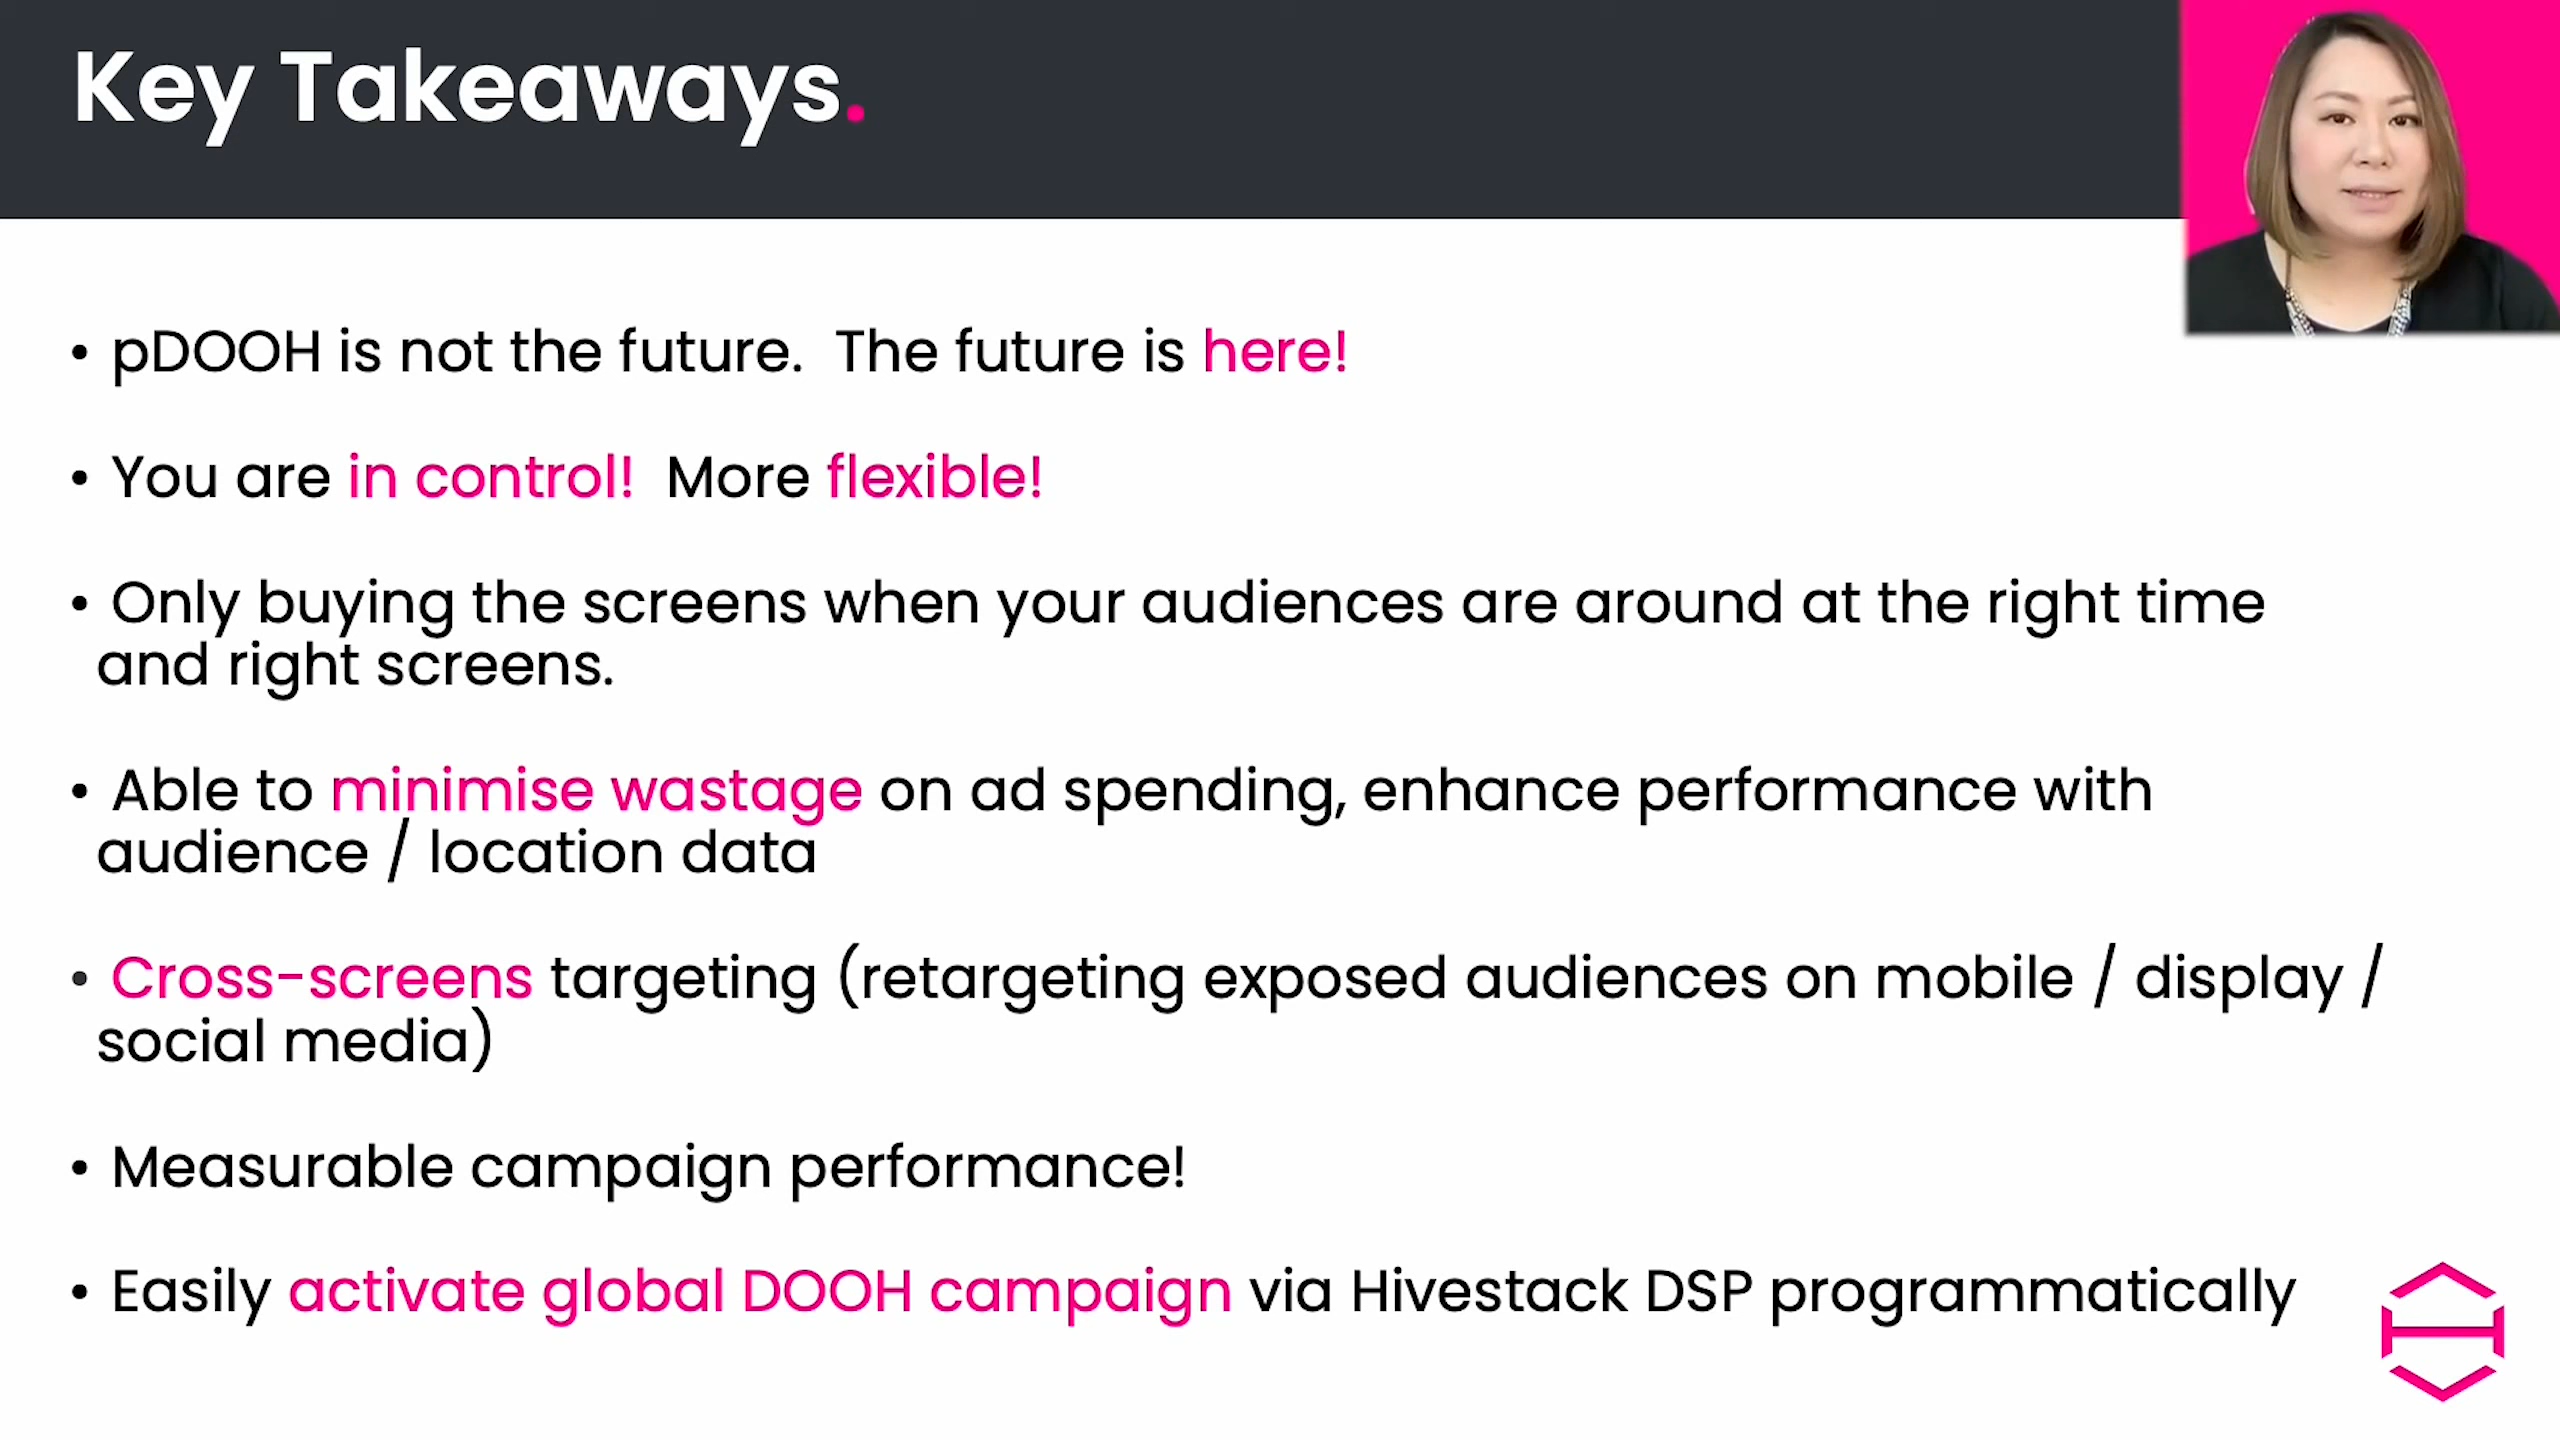 Key Takeaways.
• pDOOH is not the future.  The future is here!
• You are in control!  More flexible!
• Only buying the screens when your audiences are around at the right time
and right screens.
• Able to minimise wastage on ad spending, enhance performance with
audience / location data
• Cross-screens targeting (retargeting exposed audiences on mobile / display /
social media)
• Measurable campaign performance!
• Easily activate global DOOH campaign via Hivestack DSP programmatically